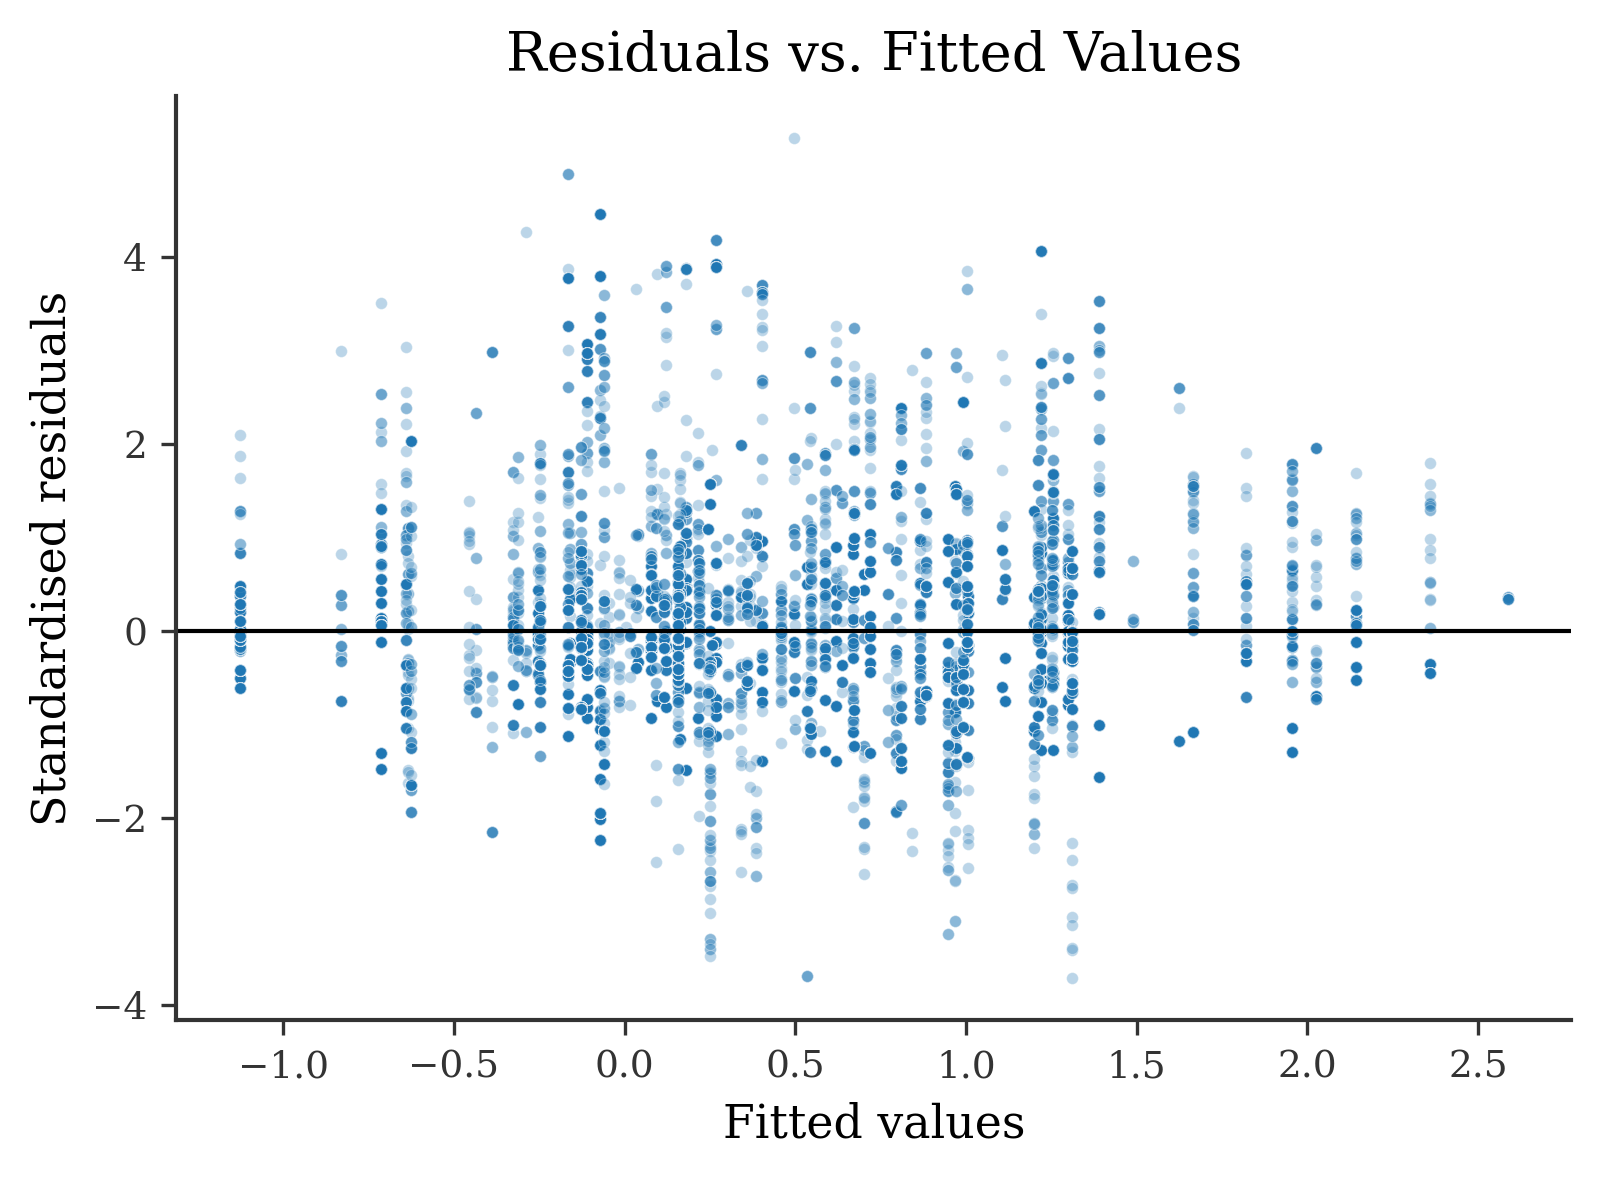 Residuals vs. Fitted Values
Standardised residuals
4
2
0
−2
−4
−1.0 −0.5 0.0 0.5 1.0 1.5 2.0 2.5
Fitted values